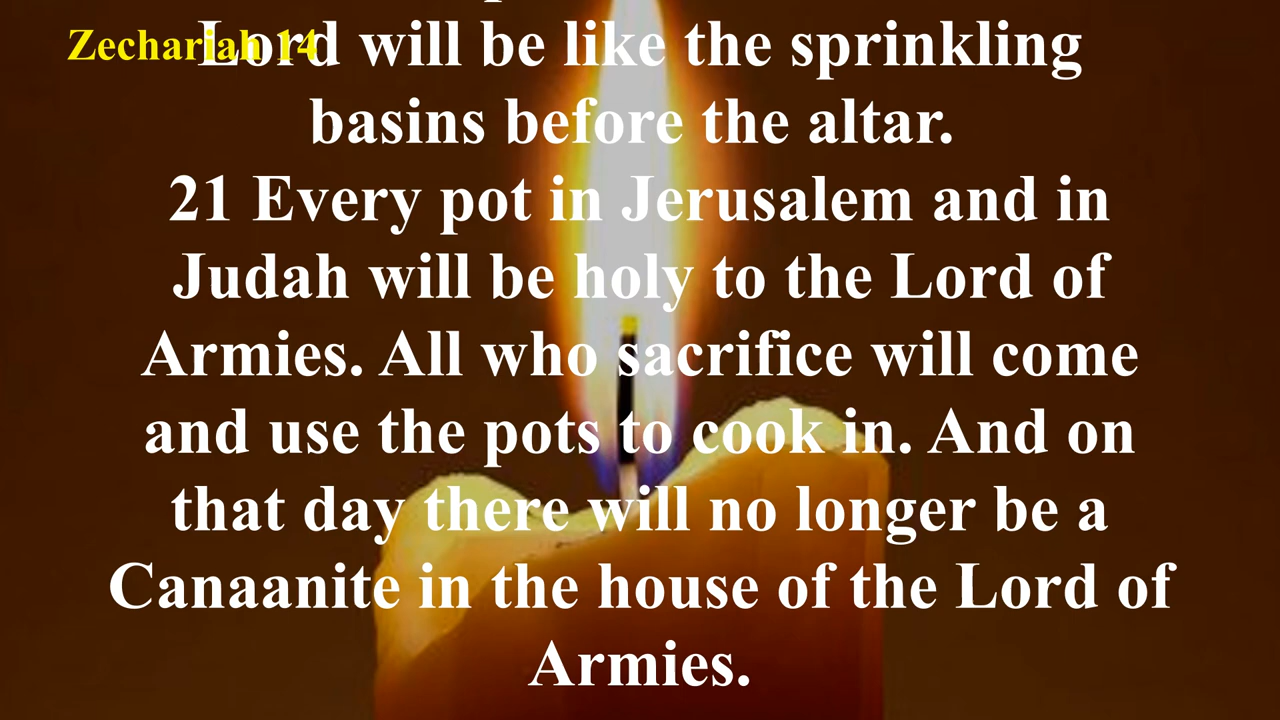 Zechariah 14
Lord will be like the sprinkling
basins before the altar.
21 Every pot in Jerusalem and in
Judah will be holy to the Lord of
Armies. All who sacrifice will come
and use the pots to cook in. And on
that day there will no longer be a
Canaanite in the house of the Lord of
Armies.